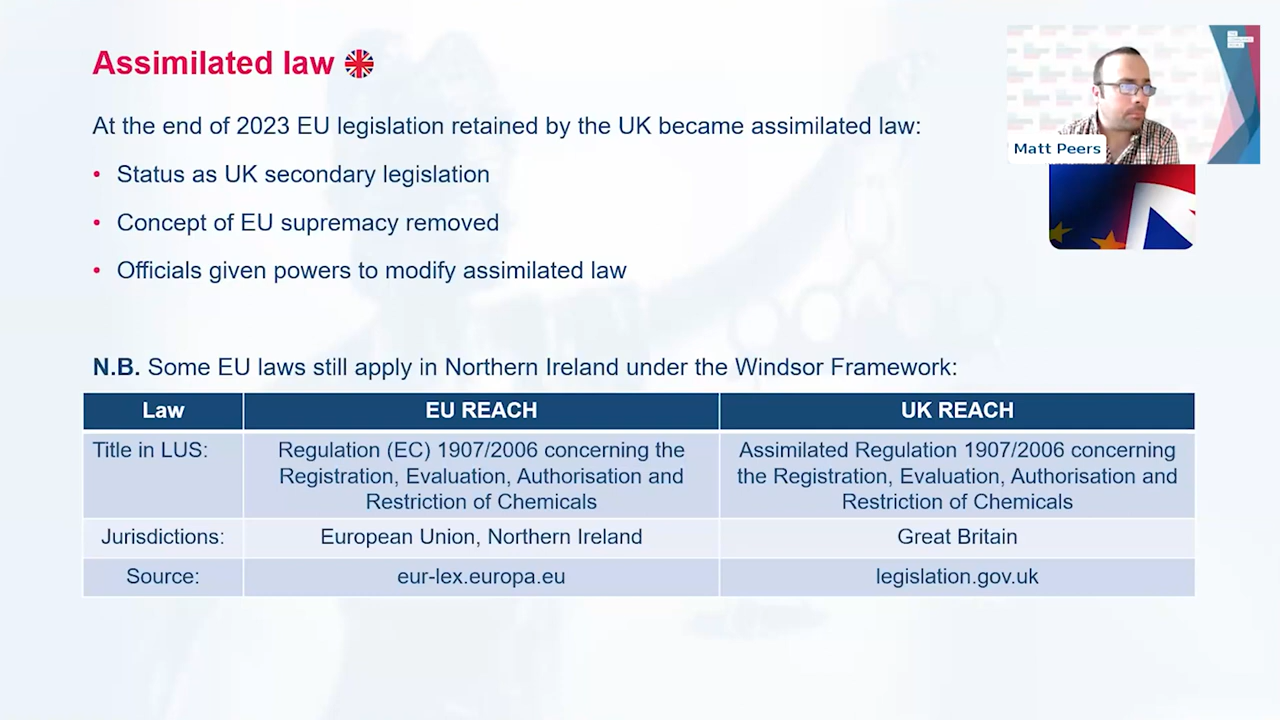 Assimilated law
At the end of 2023 EU legislation retained by the UK became assimilated law:
• Status as UK secondary legislation
• Concept of EU supremacy removed
• Officials given powers to modify assimilated law
Matt Peers
N.B. Some EU laws still apply in Northern Ireland under the Windsor Framework:
Law EU REACH UK REACH
Title in LUS: Regulation (EC) 1907/2006 concerning the Assimilated Regulation 1907/2006 concerning
Registration, Evaluation, Authorisation and the Registration, Evaluation, Authorisation and
Restriction of Chemicals Restriction of Chemicals
Jurisdictions: European Union, Northern Ireland Great Britain
Source: eur-lex.europa.eu legislation.gov.uk